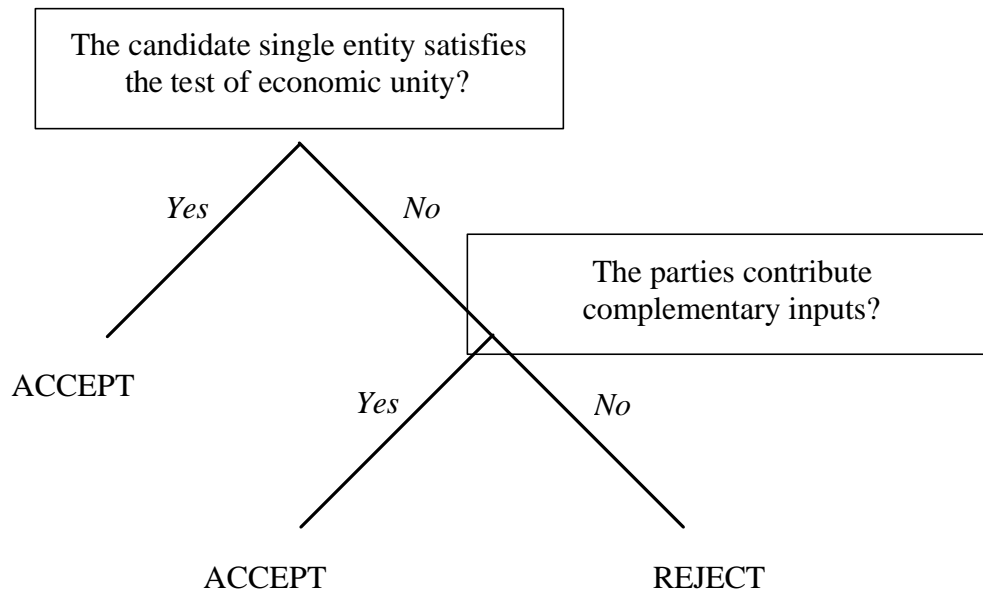 The candidate single entity satisfies
the test of economic unity?
Yes
No
The parties contribute
complementary inputs?
ACCEPT
Yes
No
ACCEPT
REJECT